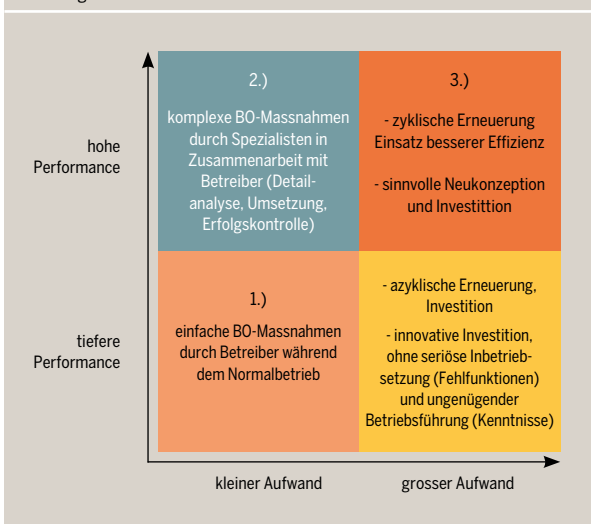 hohe
Performance
2.)
komplexe BO-Massnahmen
durch Spezialisten in
Zusammenarbeit mit
Betreiber (Detail-
analyse, Umsetzung,
Erfolgskontrolle)
3.)
- zyklische Erneuerung
Einsatz besserer Effizienz
- sinnvolle Neukonzeption
und Investittion
tiefere
Performance
1.)
einfache BO-Massnahmen
durch Betreiber während
dem Normalbetrieb
- azyklische Erneuerung,
Investition
- innovative Investition,
ohne seriöse Inbetrieb-
setzung (Fehlfunktionen)
und ungenügender
Betriebsführung (Kenntnisse)
kleiner Aufwand
grosser Aufwand